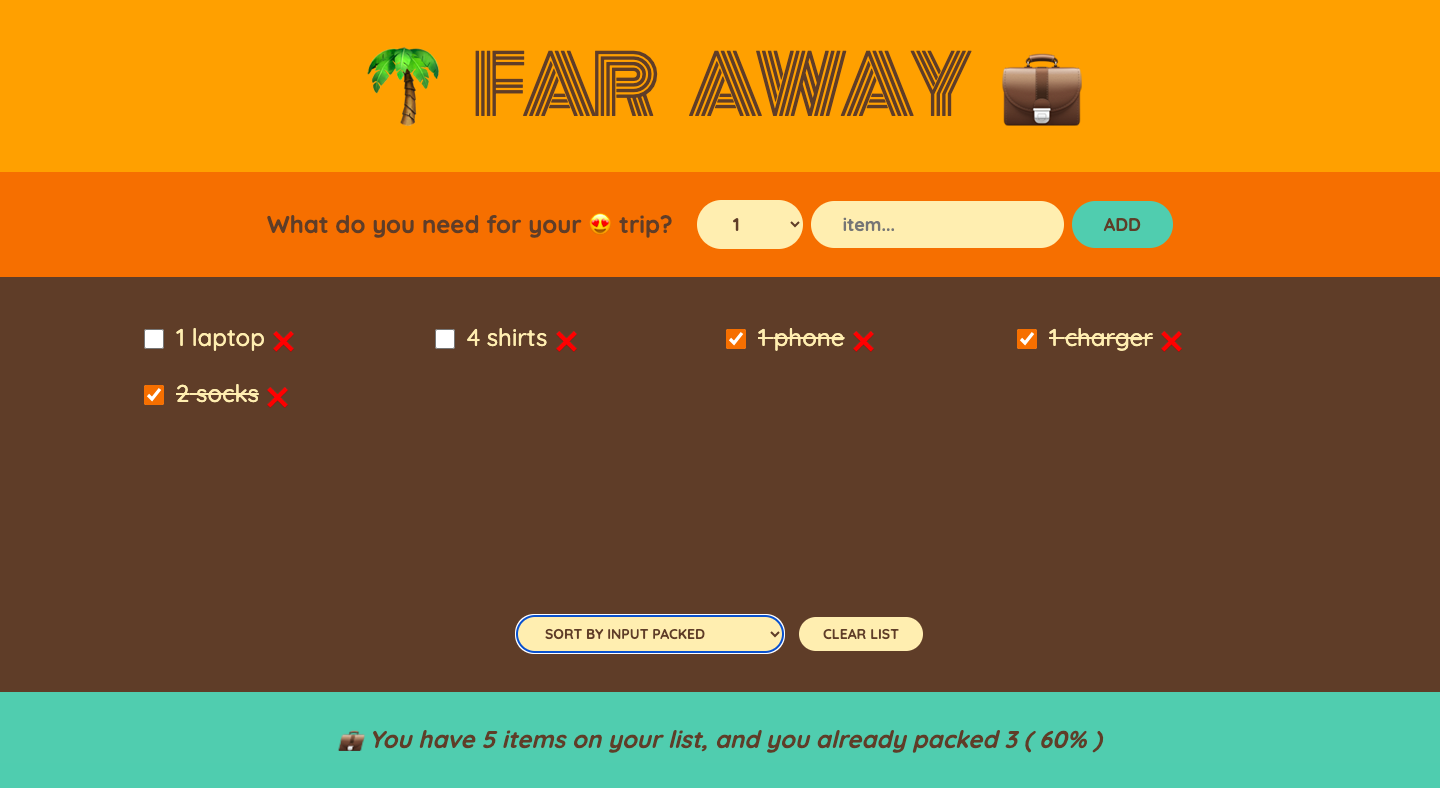 FAR AWAY
What do you need for your 😍 trip? 1 item... ADD
1 laptop ❌ 4 shirts ❌ 1 phone ❌ 1 charger ❌
2 socks ❌
SORT BY INPUT PACKED CLEAR LIST
You have 5 items on your list, and you already packed 3 ( 60% )